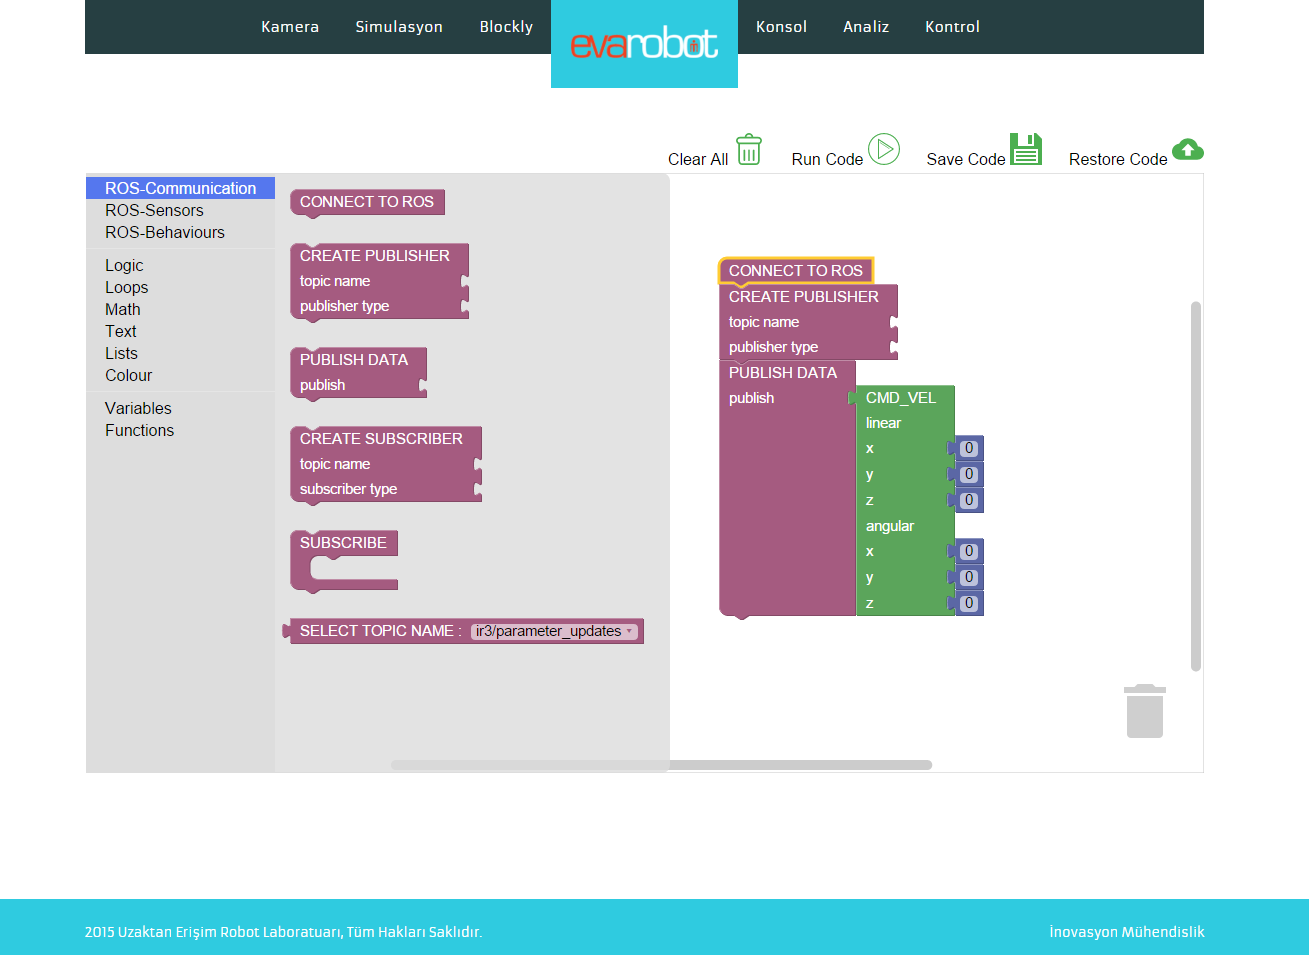 Kamera Simulasyon Blockly evarobot Konsol Analiz Kontrol
Clear All Run Code Save Code Restore Code
ROS-Communication
ROS-Sensors
ROS-Behaviours
Logic
Loops
Math
Text
Lists
Colour
Variables
Functions
CONNECT TO ROS
CREATE PUBLISHER
topic name
publisher type
PUBLISH DATA
publish
CREATE SUBSCRIBER
topic name
subscriber type
SUBSCRIBE
SELECT TOPIC NAME : ir3/parameter_updates
CONNECT TO ROS
CREATE PUBLISHER
topic name
publisher type
PUBLISH DATA
publish CMD_VEL
linear
x 0
y 0
z 0
angular
x 0
y 0
z 0
2015 Uzaktan Erişim Robot Laboratuarı, Tüm Hakları Saklıdır. İnovasyon Mühendislik